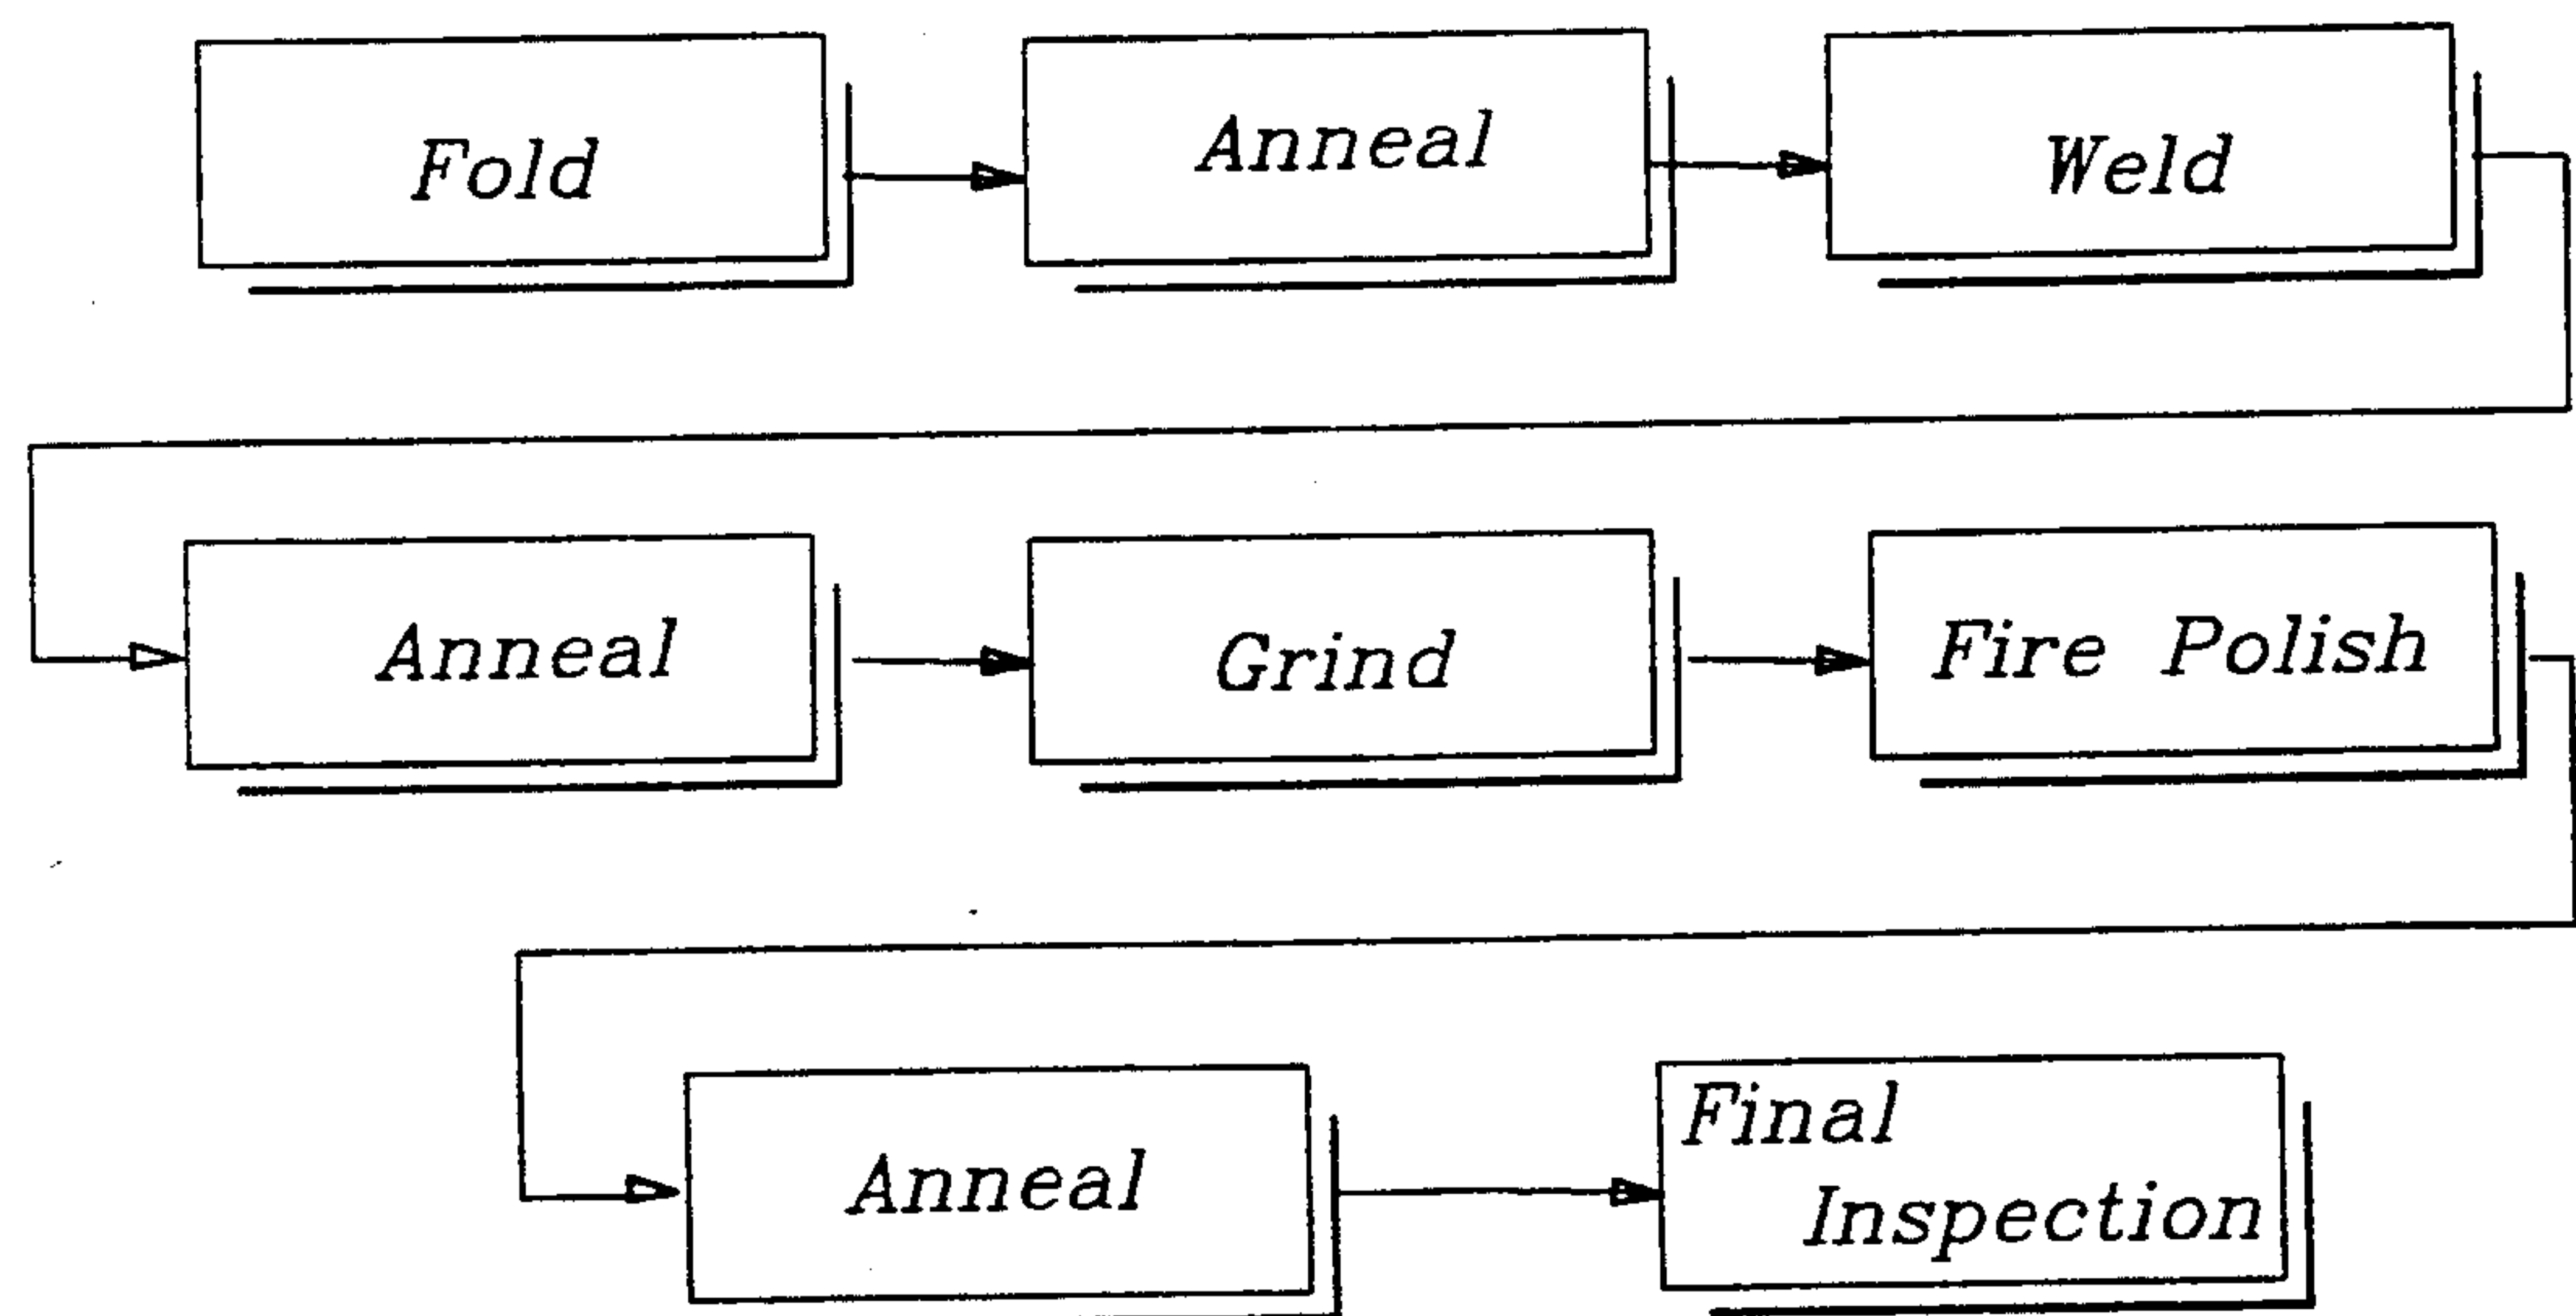 Fold
Anneal
Weld
Anneal
Grind
Fire Polish
Anneal
Final
Inspection